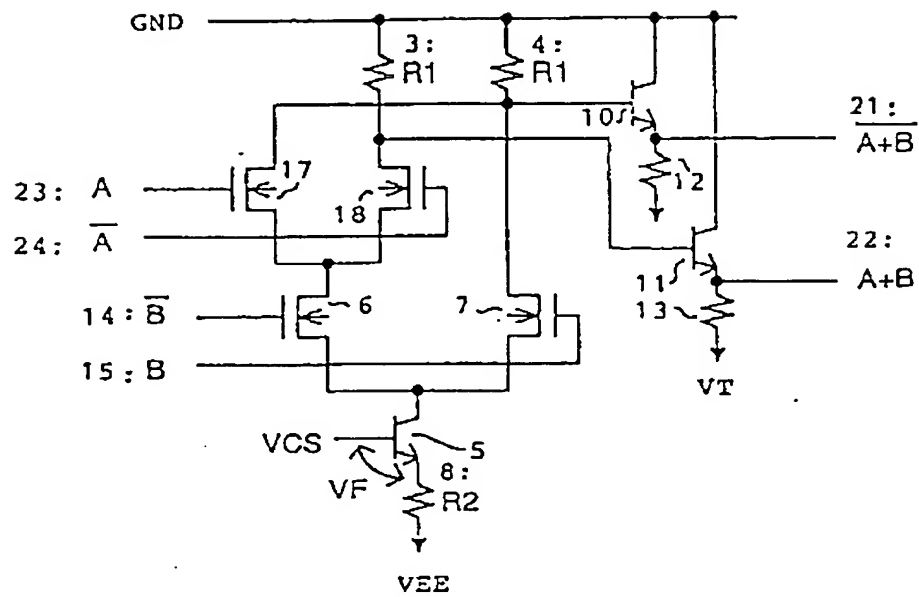 GND
3:
R1
4:
R1
10
21:
A+B
12
23: A
17
18
24: A
22:
A+B
11
13
14: B
6
7
15: B
VT
VCS
5
VF
8:
R2
VEE